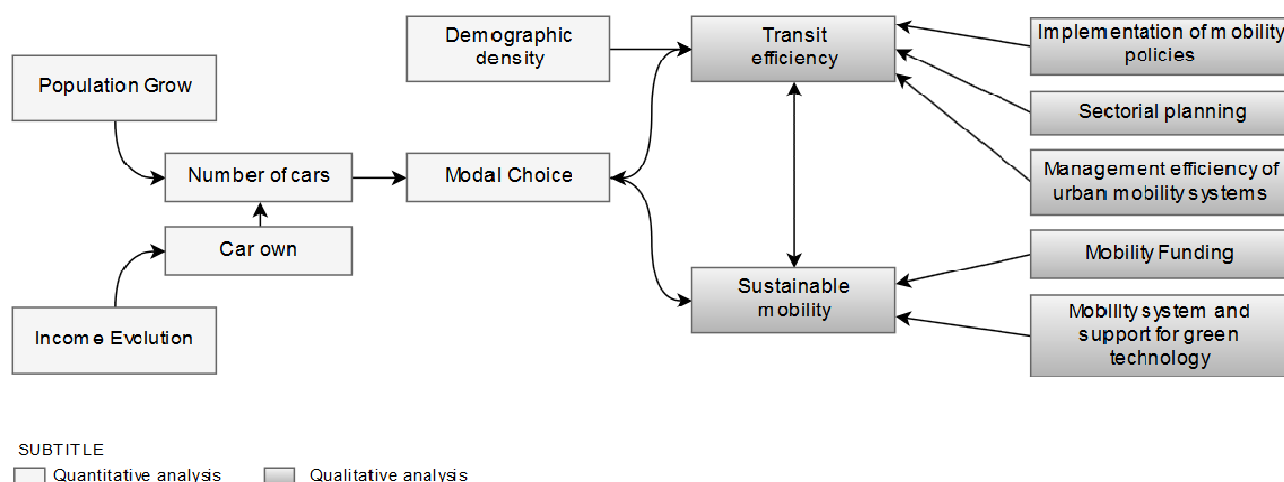 Demographic
density
Transit
efficiency
Implementation of mobility
policies
Population Grow
Sectorial planning
Number of cars
Modal Choice
Management efficiency of
urban mobility systems
Car own
Mobility Funding
Sustainable
mobility
Income Evolution
Mobility system and
support for green
technology
SUBTITLE
Quantitative analysis
Qualitative analysis